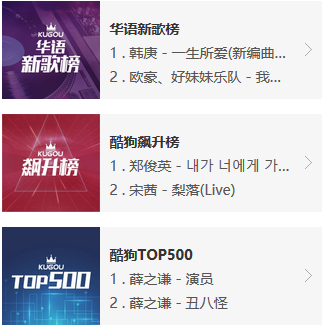 KUGOU
华语
新歌榜
华语新歌榜
1 . 韩庚 - 一生所爱(新编曲...
2 . 欧豪、好妹妹乐队 - 我...
KUGOU
飙升榜
酷狗飙升榜
1 . 郑俊英 - 내가 너에게 가...
2 . 宋茜 - 梨落(Live)
KUGOU
TOP500
酷狗TOP500
1 . 薛之谦 - 演员
2 . 薛之谦 - 丑八怪